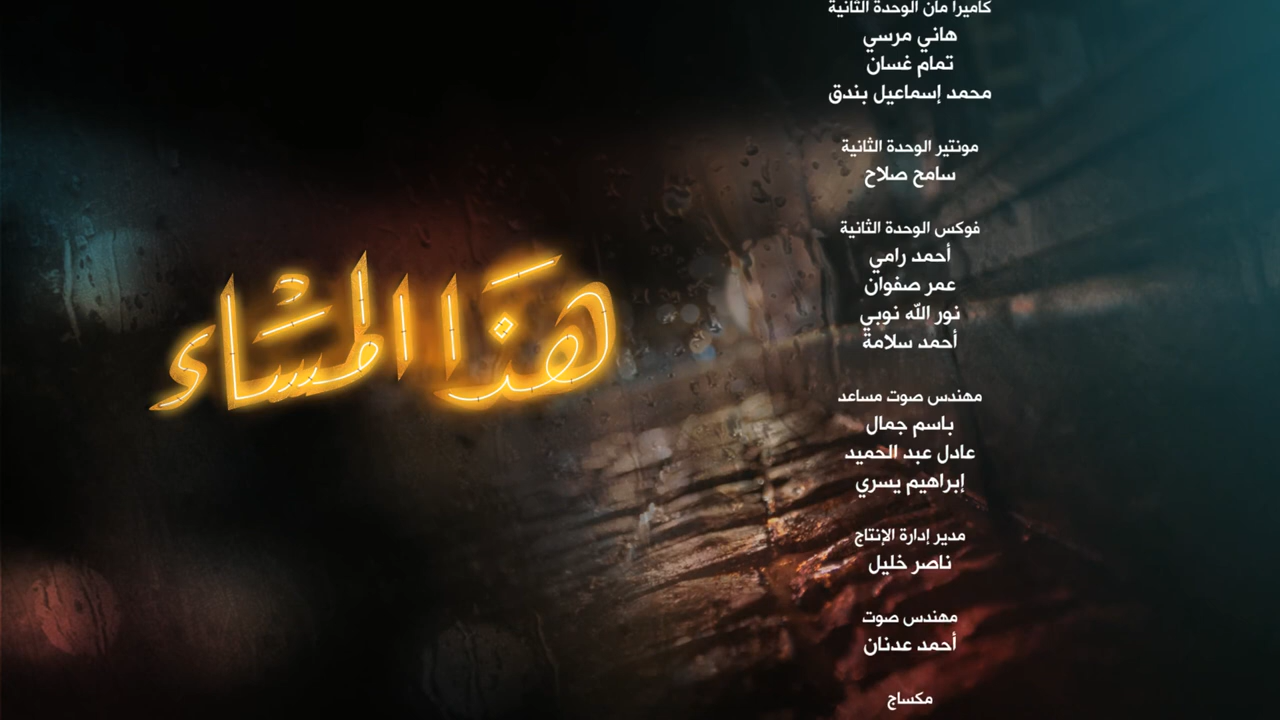 كاميرا مان الوحدة الثانية
هاني مرسي
تمام غسان
محمد إسماعيل بندق
مونتير الوحدة الثانية
سامح صلاح
فوكس الوحدة الثانية
أحمد رامي
عمر صفوان
نور الله نوبي
أحمد سلامة
مهندس صوت مساعد
باسم جمال
عادل عبد الحميد
إبراهيم يسري
مدير إدارة الإنتاج
ناصر خليل
مهندس صوت
أحمد عدنان
مكساج
هَذَا المسَاء